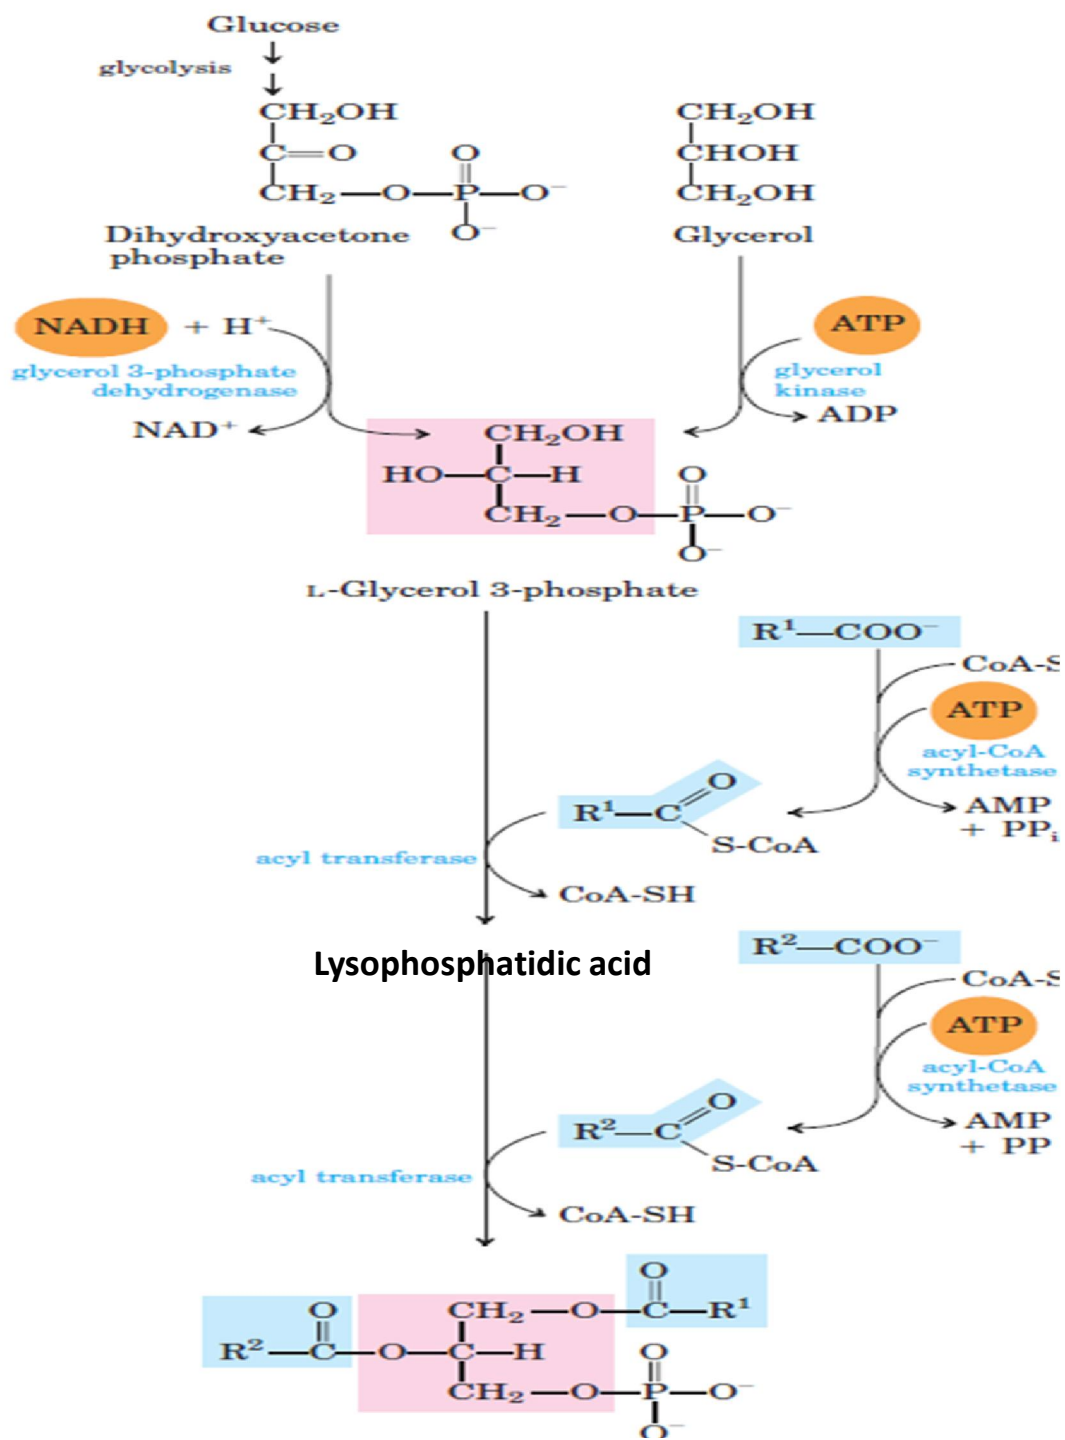 Glucose
glycolysis
CH₂OH
C=O
CH₂—O—P—O⁻
O
O⁻
Dihydroxyacetone
phosphate
CH₂OH
CHOH
CH₂OH
Glycerol
NADH + H⁺
glycerol 3-phosphate
dehydrogenase
NAD⁺
ATP
glycerol
kinase
ADP
CH₂OH
HO—C—H
O
CH₂—O—P—O⁻
O⁻
L-Glycerol 3-phosphate
R¹—COO⁻
CoA-S
ATP
acyl-CoA
synthetase
AMP
+ PPᵢ
O
R¹—C
S-CoA
acyl transferase
CoA-SH
Lysophosphatidic acid
R²—COO⁻
CoA-S
ATP
acyl-CoA
synthetase
AMP
+ PP
O
R²—C
S-CoA
acyl transferase
CoA-SH
O
O
CH₂—O—C—R¹
R²—C—O—C—H
O
CH₂—O—P—O⁻
O⁻